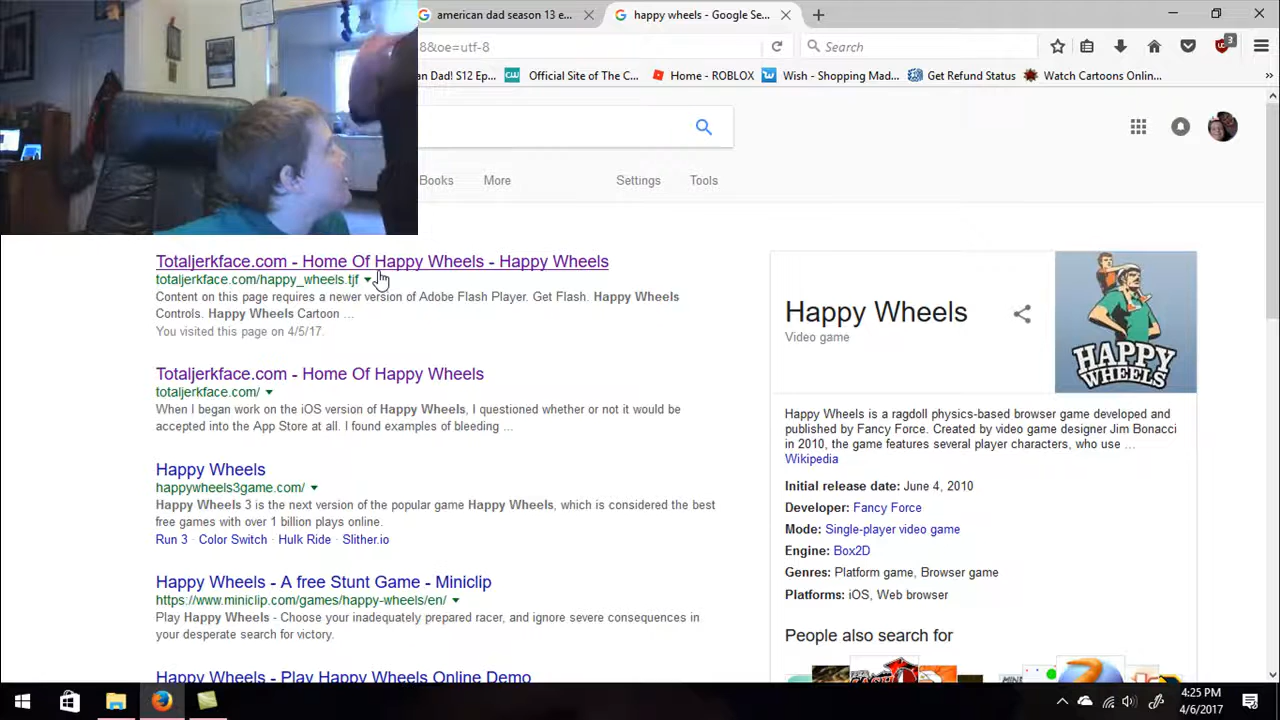 american dad season 13 e...
happy wheels - Google Se...
8&oe=utf-8
Search
3
an Dad! S12 Ep...
Official Site of The C...
Home - ROBLOX
Wish - Shopping Mad...
Get Refund Status
Watch Cartoons Onlin...
Books
More
Settings
Tools
Totaljerkface.com - Home Of Happy Wheels - Happy Wheels
totaljerkface.com/happy_wheels.tjf
Content on this page requires a newer version of Adobe Flash Player. Get Flash. Happy Wheels
Controls. Happy Wheels Cartoon ...
You visited this page on 4/5/17.
Totaljerkface.com - Home Of Happy Wheels
totaljerkface.com/
When I began work on the iOS version of Happy Wheels, I questioned whether or not it would be
accepted into the App Store at all. I found examples of bleeding ...
Happy Wheels
happywheels3game.com/
Happy Wheels 3 is the next version of the popular game Happy Wheels, which is considered the best
free games with over 1 billion plays online.
Run 3 · Color Switch · Hulk Ride · Slither.io
Happy Wheels - A free Stunt Game - Miniclip
https://www.miniclip.com/games/happy-wheels/en/
Play Happy Wheels - Choose your inadequately prepared racer, and ignore severe consequences in
your desperate search for victory.
Happy Wheels - Play Happy Wheels Online Demo
Happy Wheels
Video game
HAPPY
WHEELS
Happy Wheels is a ragdoll physics-based browser game developed and
published by Fancy Force. Created by video game designer Jim Bonacci
in 2010, the game features several player characters, who use ...
Wikipedia
Initial release date: June 4, 2010
Developer: Fancy Force
Mode: Single-player video game
Engine: Box2D
Genres: Platform game, Browser game
Platforms: iOS, Web browser
People also search for
4:25 PM
4/6/2017